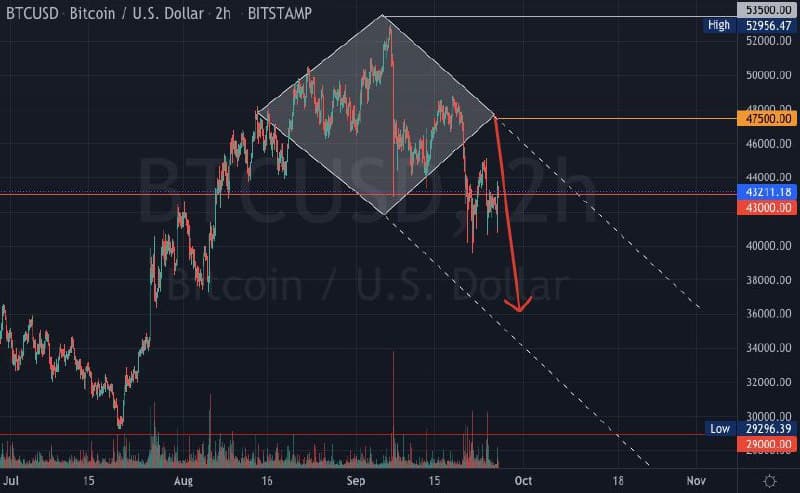 BTCUSD · Bitcoin / U.S. Dollar · 2h · BITSTAMP
53500.00
High 52956.47
52000.00
50000.00
48000.00
47500.00
46000.00
44000.00
43211.18
43000.00
BTCUSD, 2h
40000.00
Bitcoin / U.S. Dollar
38000.00
36000.00
34000.00
32000.00
30000.00
Low 29296.39
29000.00
Jul 15 Aug 16 Sep 15 Oct 18 Nov